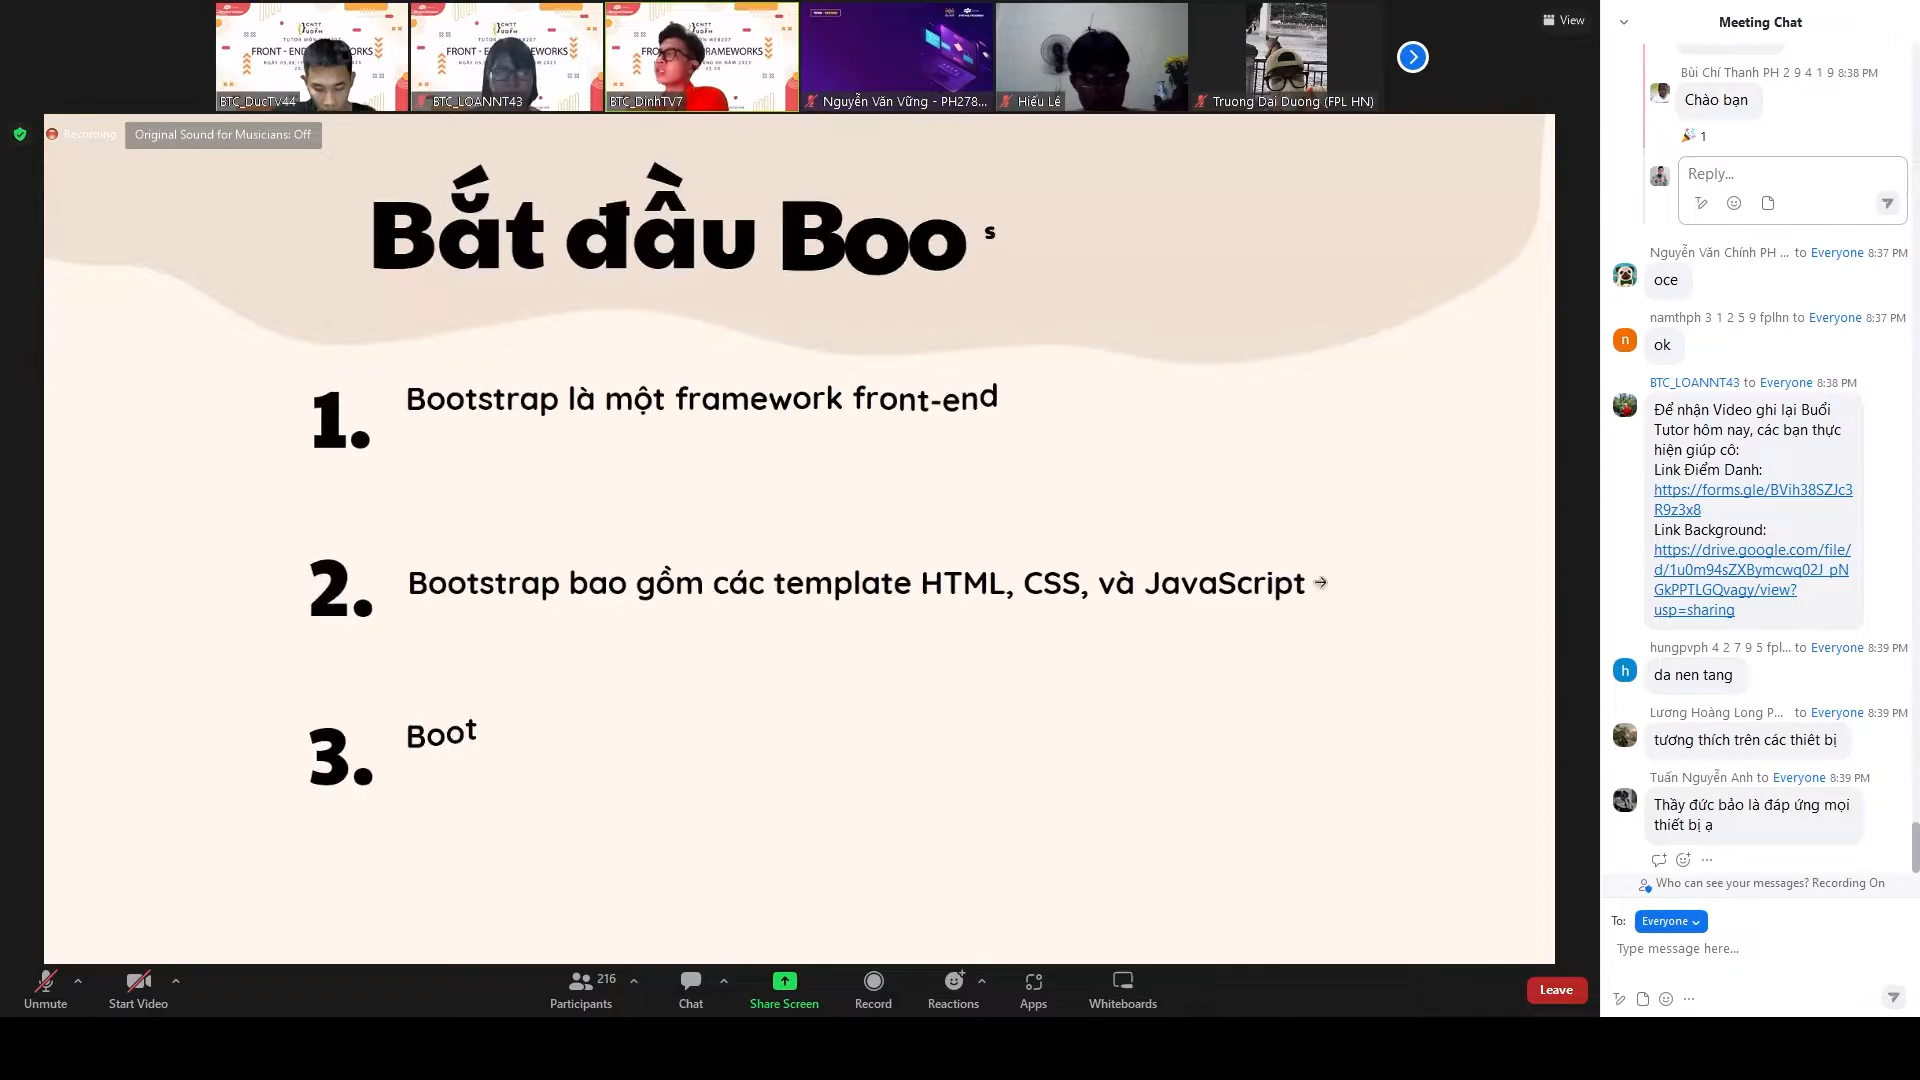 BTC_DucTV44
BTC_LOANNT43
BTC_DinhTV7
Nguyễn Văn Vững - PH278...
Hiếu Lê
Truong Dai Duong (FPL HN)
View
Recording
Original Sound for Musicians: Off
Bắt đầu Boo s
1.
Bootstrap là một framework front-end
2.
Bootstrap bao gồm các template HTML, CSS, và JavaScript
3.
Boot
Meeting Chat
Bùi Chí Thanh PH 2 9 4 1 9 8:38 PM
Chào bạn
1
Reply...
Nguyễn Văn Chính PH ... to Everyone 8:37 PM
oce
n
namthph 3 1 2 5 9 fplhn to Everyone 8:37 PM
ok
BTC_LOANNT43 to Everyone 8:38 PM
Để nhận Video ghi lại Buổi
Tutor hôm nay, các bạn thực
hiện giúp cô:
Link Điểm Danh:
https://forms.gle/BVih38SZJc3
R9z3x8
Link Background:
https://drive.google.com/file/
d/1u0m94sZXBymcwq02J_pN
GkPPTLGQvagy/view?
usp=sharing
hungpvph 4 2 7 9 5 fpl... to Everyone 8:39 PM
h
da nen tang
Lương Hoàng Long P... to Everyone 8:39 PM
tương thích trên các thiêt bị
Tuấn Nguyễn Anh to Everyone 8:39 PM
Thầy đức bảo là đáp ứng mọi
thiết bị ạ
Who can see your messages? Recording On
To: Everyone
Type message here...
Unmute
Start Video
216
Participants
Chat
Share Screen
Record
Reactions
Apps
Whiteboards
Leave